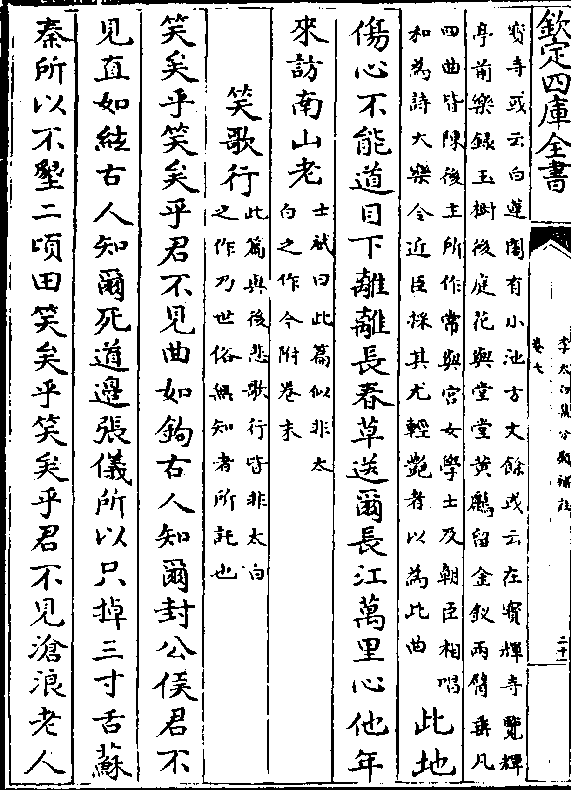 欽定四庫全書
李太白集分類補註
卷七
二十一
寶寺或云白蓮閣有小池方丈餘或云在寶輝寺覽輝
亭前樂録玉樹後庭花與堂堂黄鸝留金釵兩臂垂凡
四曲皆陳後主所作常與宫女學士及朝臣相唱
和為詩大樂令近臣採其尤輕艷者以為此曲
此地
傷心不能道目下離離長春草送爾長江萬里心他年
來訪南山老
士贇曰此篇似非太
白之作今附卷末
笑歌行
此篇與後悲歌行皆非太白
之作乃世俗無知者所託也
笑矣乎笑矣乎君不見曲如鉤古人知爾封公侯君不
見直如絃古人知爾死道邊張儀所以只掉三寸舌蘇
秦所以不墾二頃田笑矣乎笑矣乎君不見滄浪老人